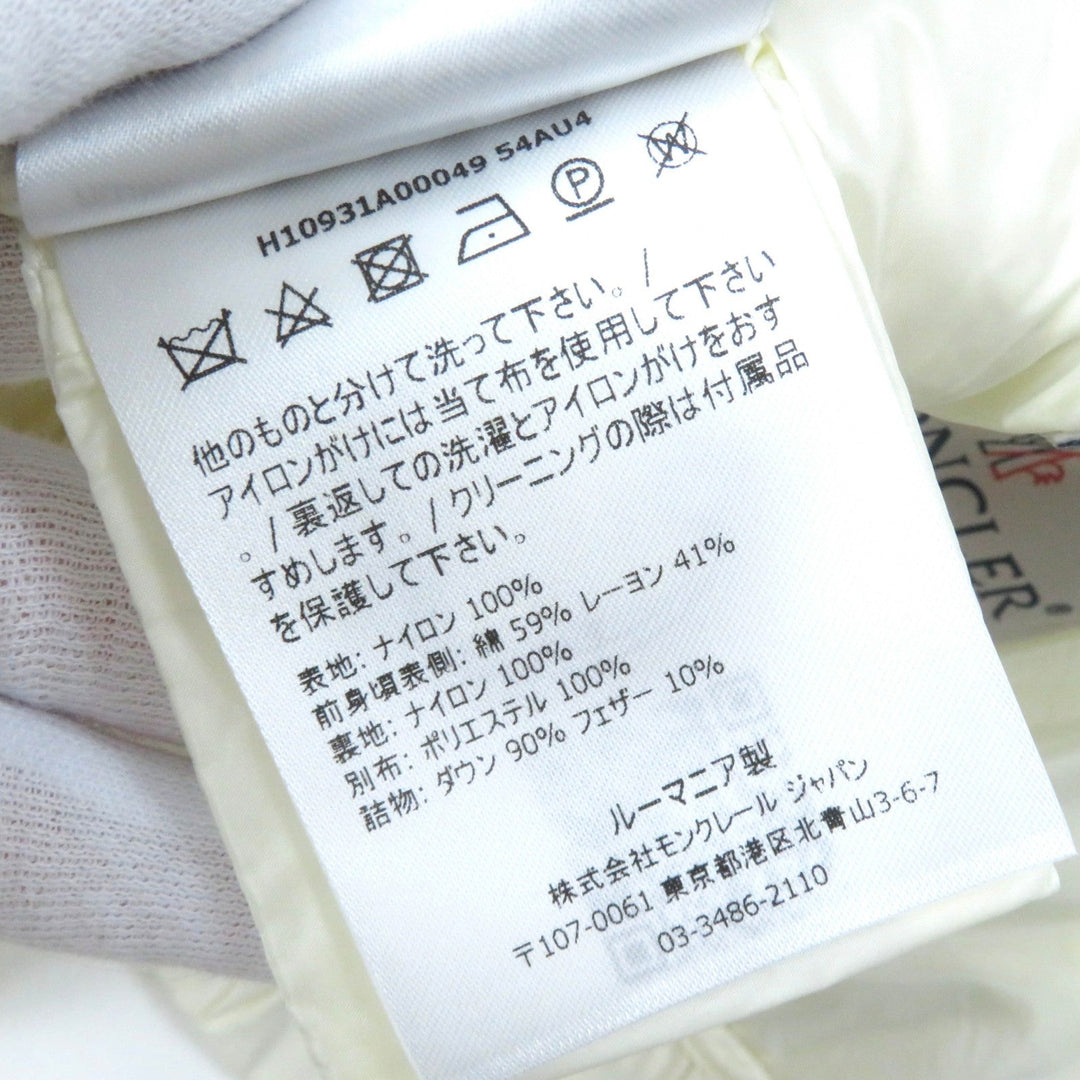 H10931A00049 54AU4
P
W
他のものと分けて洗って下さい。/
アイロンがけには当て布を使用して下さい
。/裏返しての洗濯とアイロンがけをおす
すめします。/クリーニングの際は付属品
を保護して下さい。
表地: ナイロン 100%
前身頃表側: 綿 59% レーヨン 41%
裏地: ナイロン 100%
別布: ポリエステル 100%
詰物: ダウン 90% フェザー 10%
ルーマニア製
株式会社モンクレール ジャパン
〒107-0061 東京都港区北青山3-6-7
03-3486-2110
NCLER